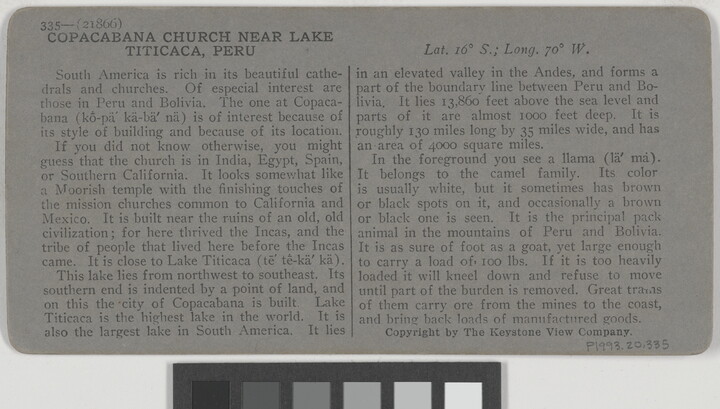 335—(21866)
COPACABANA CHURCH NEAR LAKE
TITICACA, PERU
Lat. 16° S.; Long. 70° W.
South America is rich in its beautiful cathe-
drals and churches. Of especial interest are
those in Peru and Bolivia. The one at Copaca-
bana (kô-pä´ kä-bä´ nä) is of interest because of
its style of building and because of its location.
If you did not know otherwise, you might
guess that the church is in India, Egypt, Spain,
or Southern California. It looks somewhat like
a Moorish temple with the finishing touches of
the mission churches common to California and
Mexico. It is built near the ruins of an old, old
civilization; for here thrived the Incas, and the
tribe of people that lived here before the Incas
came. It is close to Lake Titicaca (tē´ tê-kä´ kä).
This lake lies from northwest to southeast. Its
southern end is indented by a point of land, and
on this the city of Copacabana is built. Lake
Titicaca is the highest lake in the world. It is
also the largest lake in South America. It lies
in an elevated valley in the Andes, and forms a
part of the boundary line between Peru and Bo-
livia. It lies 13,860 feet above the sea level and
parts of it are almost 1000 feet deep. It is
roughly 130 miles long by 35 miles wide, and has
an area of 4000 square miles.
In the foreground you see a llama (lä´ má).
It belongs to the camel family. Its color
is usually white, but it sometimes has brown
or black spots on it, and occasionally a brown
or black one is seen. It is the principal pack
animal in the mountains of Peru and Bolivia.
It is as sure of foot as a goat, yet large enough
to carry a load of 100 lbs. If it is too heavily
loaded it will kneel down and refuse to move
until part of the burden is removed. Great trains
of them carry ore from the mines to the coast,
and bring back loads of manufactured goods.
Copyright by The Keystone View Company.
P1993.20.335